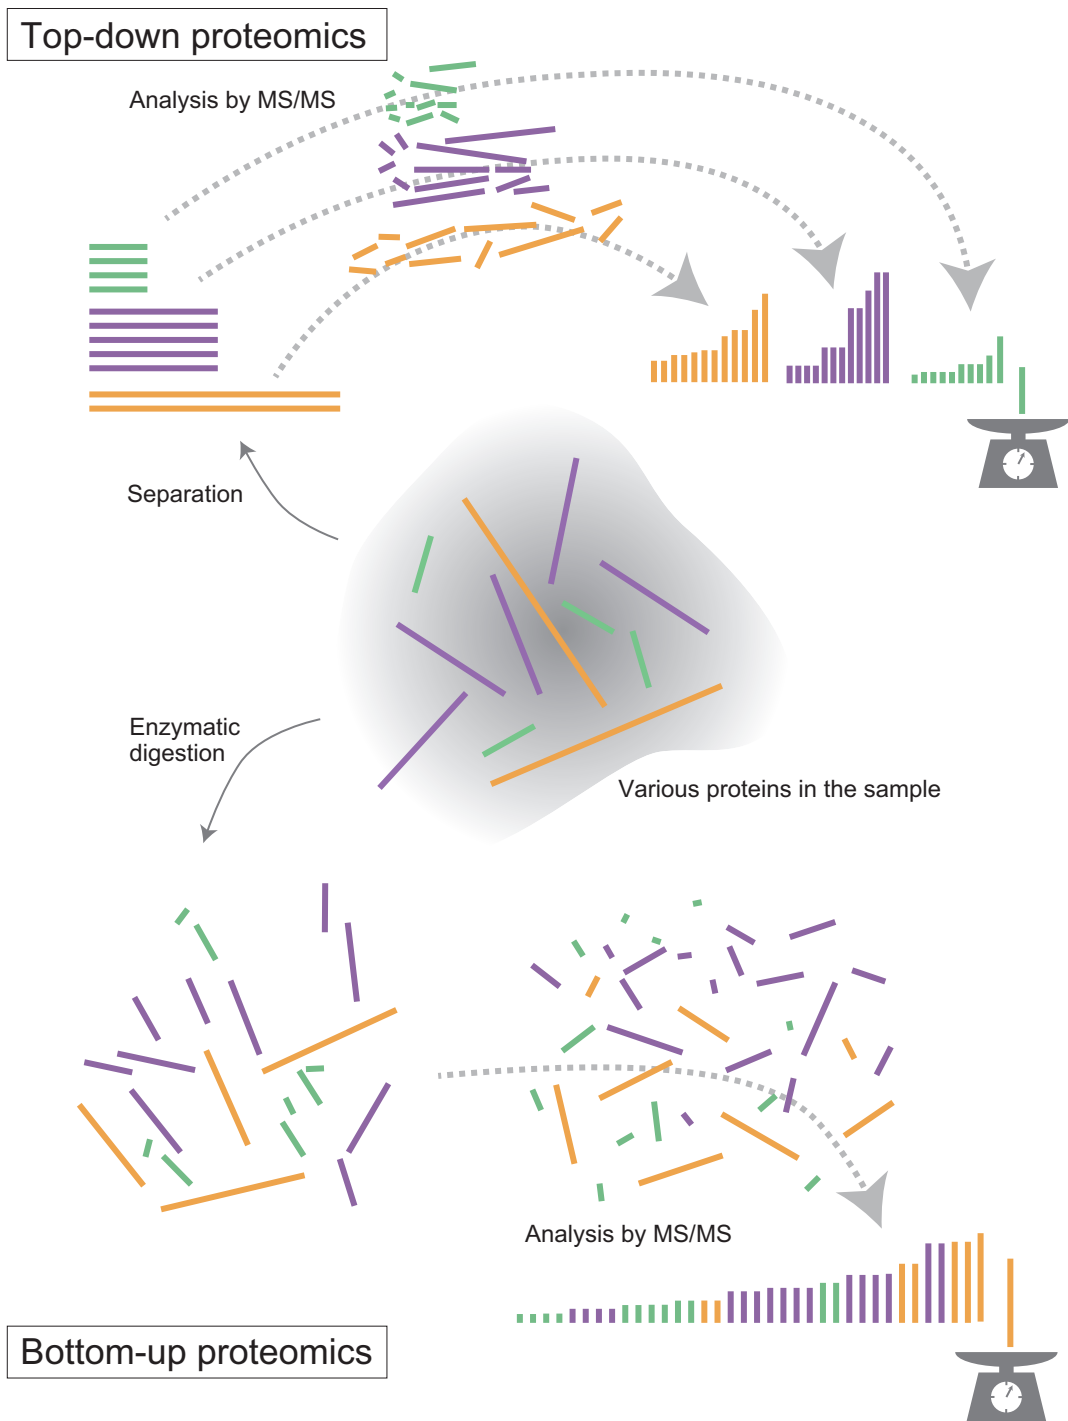 Top-down proteomics
Analysis by MS/MS
Separation
Enzymatic
digestion
Various proteins in the sample
Analysis by MS/MS
Bottom-up proteomics